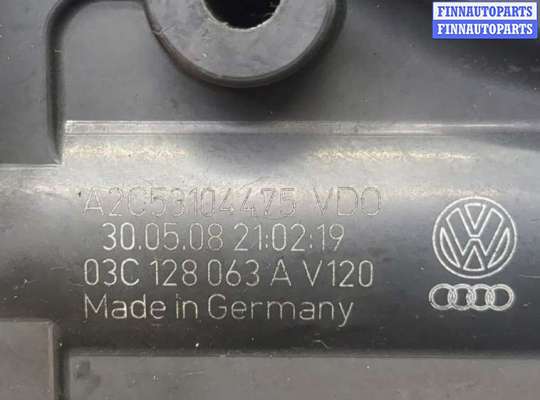 FINNAUTOPARTS
FINNAUTOPARTS
A2C53104475 VDO
30.05.08 21:02:19
03C 128 063 A V120
Made in Germany